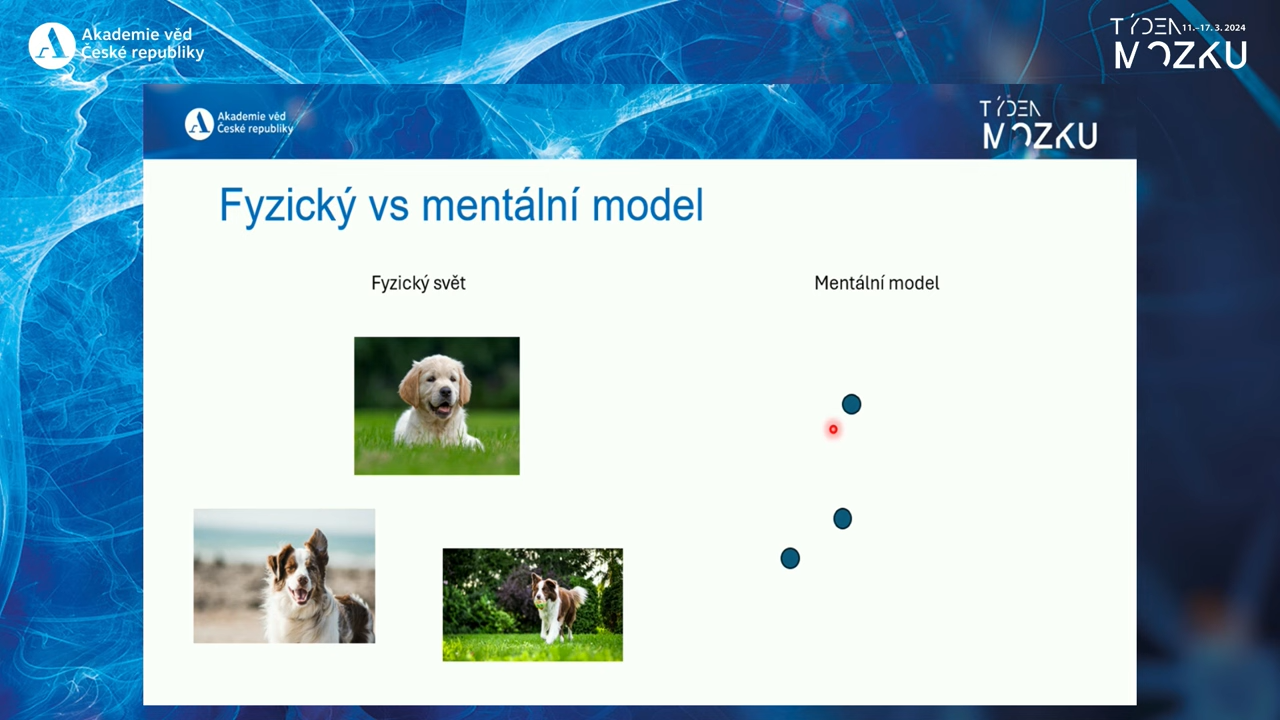 Akademie věd
České republiky
TÝDEN 11.–17. 3. 2024
MOZKU
Akademie věd
České republiky
TÝDEN
MOZKU
Fyzický vs mentální model
Fyzický svět
Mentální model